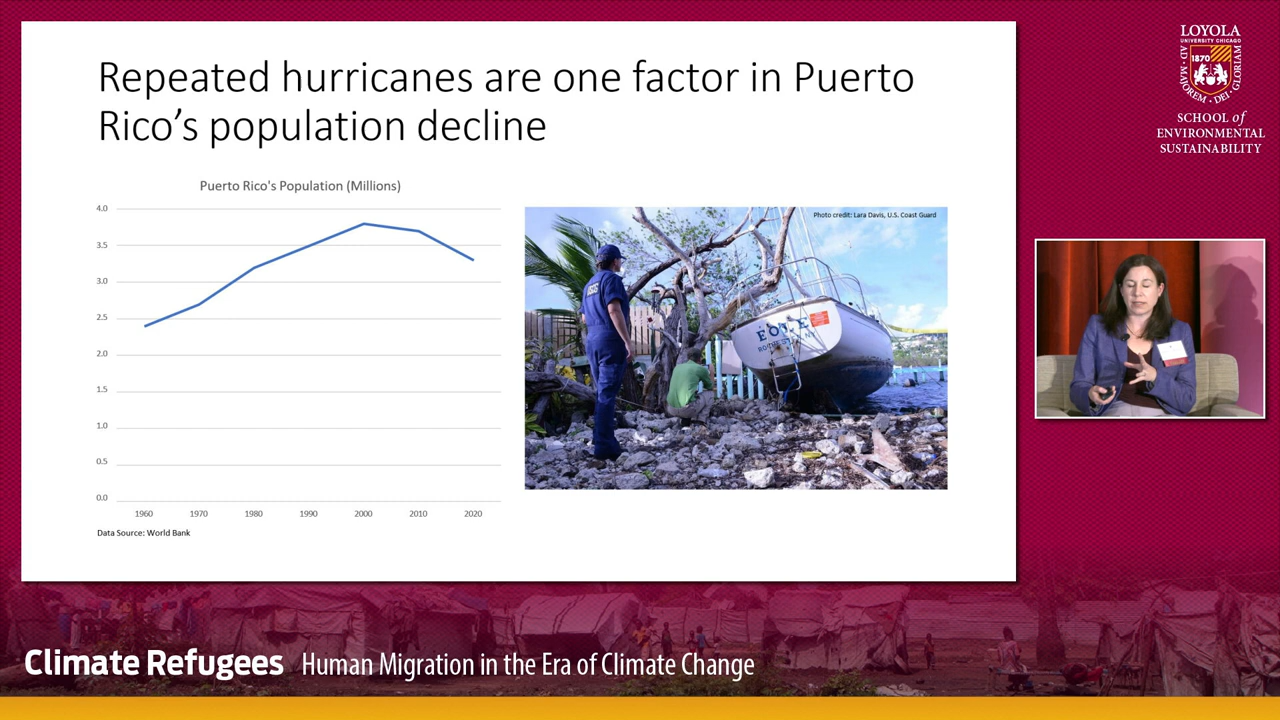 Repeated hurricanes are one factor in Puerto
Rico’s population decline
Puerto Rico's Population (Millions)
4.0
3.5
3.0
2.5
2.0
1.5
1.0
0.5
0.0
1960 1970 1980 1990 2000 2010 2020
Data Source: World Bank
Photo credit: Lara Davis, U.S. Coast Guard
USCG
LOYOLA
UNIVERSITY CHICAGO
1870
AD • MAJOREM • DEI • GLORIAM
SCHOOL of
ENVIRONMENTAL
SUSTAINABILITY
Climate Refugees Human Migration in the Era of Climate Change